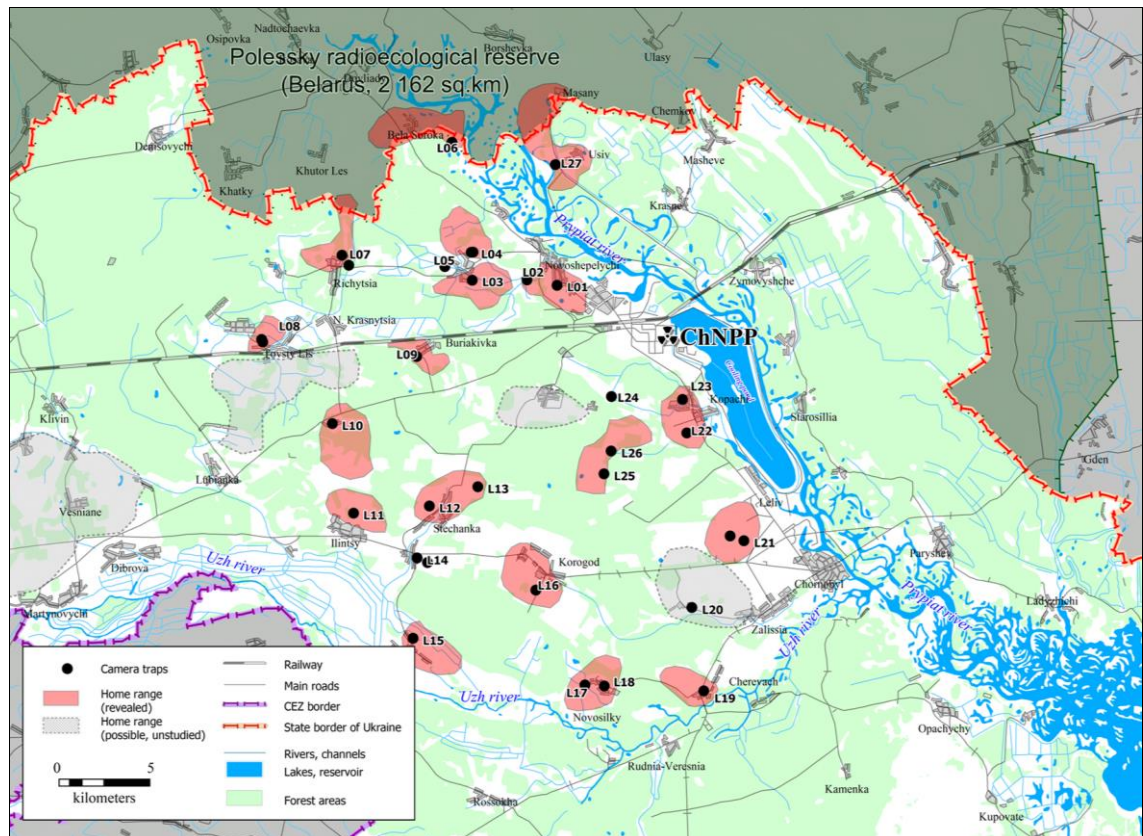 Nadtochaevka
Osipovka
Borshevka
Ulasy
Polessky radioecological reserve
(Belarus, 2 162 sq.km)
Masany
Chemkov
Bela Soroka
Denisovychi
L06
Usiv
Masheve
L27
Khutor Les
Khatky
Krasne
Prypiat river
L07
L04
L05
Novoshepelychi
Richytsia
L03
L02
L01
Zymovyshche
N. Krasnytsia
L08
Tovsty Lis
Buriakivka
ChNPP
L09
L23
L24
Kopachi
Starosillia
Klivin
L10
L22
L26
Gden
Lubianka
L25
L13
Vesniane
L12
Leliv
L11
Stechanka
Ilintsy
L21
Uzh river
L14
Korogod
Paryshev
Dibrova
Chornobyl
L16
Martynovychi
Prypiat river
Ladyzhichi
L20
Zalissia
Uzh river
L15
Camera traps
Home range
(revealed)
Home range
(possible, unstudied)
0 5
kilometers
Railway
Main roads
CEZ border
State border of Ukraine
Rivers, channels
Lakes, reservoir
Forest areas
Uzh river
L17
L18
Cherevach
L19
Novosilky
Opachychy
Rudnia-Veresnia
Kamenka
Rossokha
Kupovate